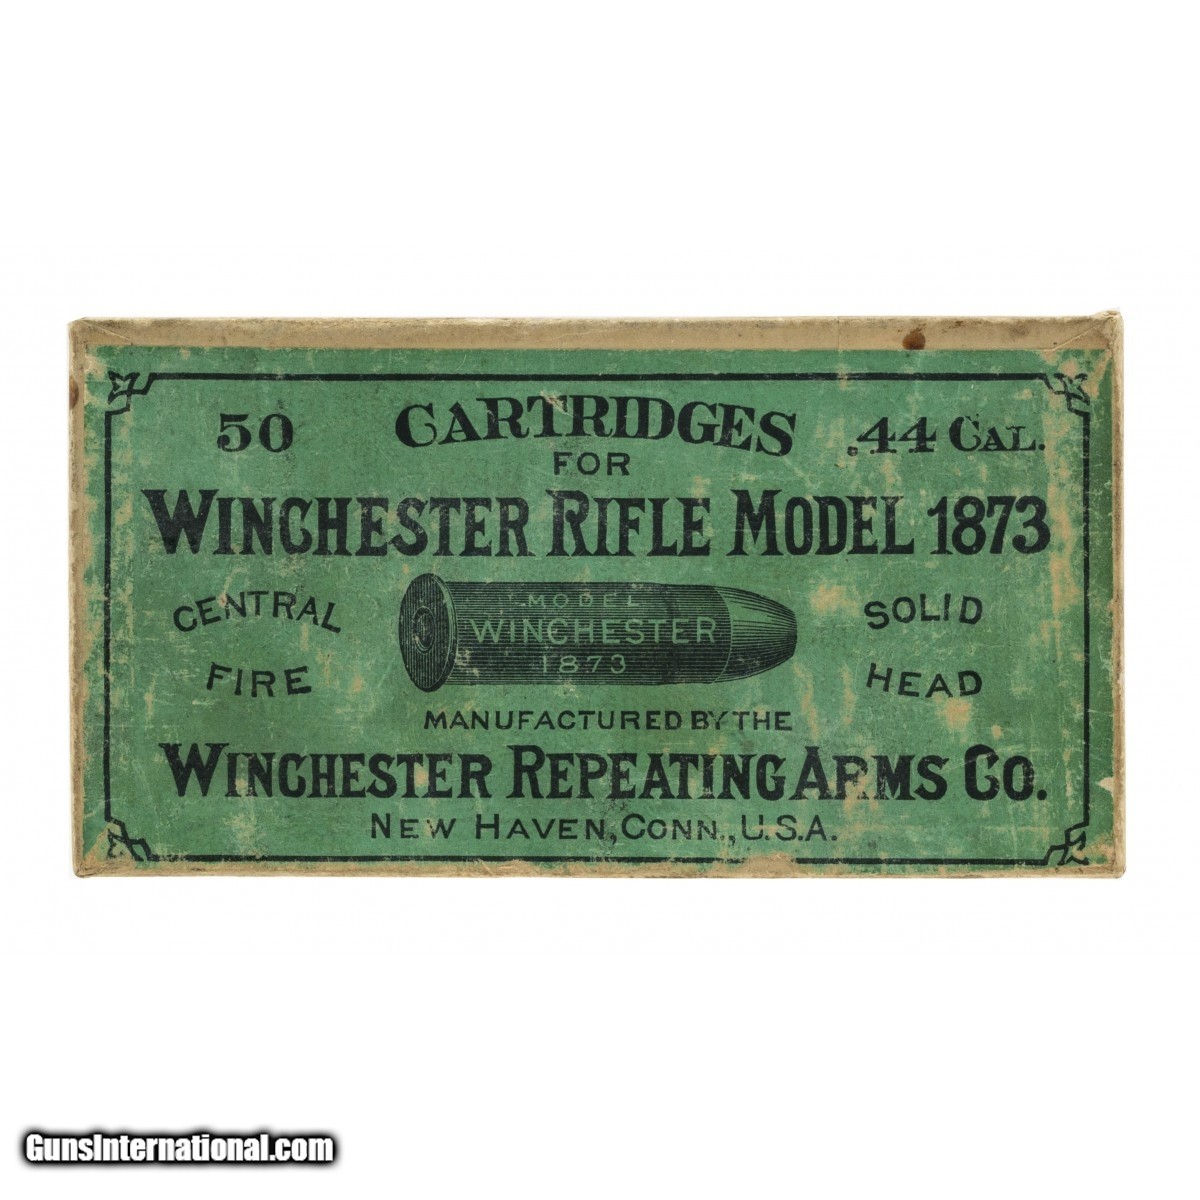 50 CARTRIDGES .44 CAL.
FOR
WINCHESTER RIFLE MODEL 1873
CENTRAL FIRE
MODEL
WINCHESTER
1873
SOLID HEAD
MANUFACTURED BY THE
WINCHESTER REPEATING ARMS CO.
NEW HAVEN, CONN., U.S.A.
GunsInternational.com